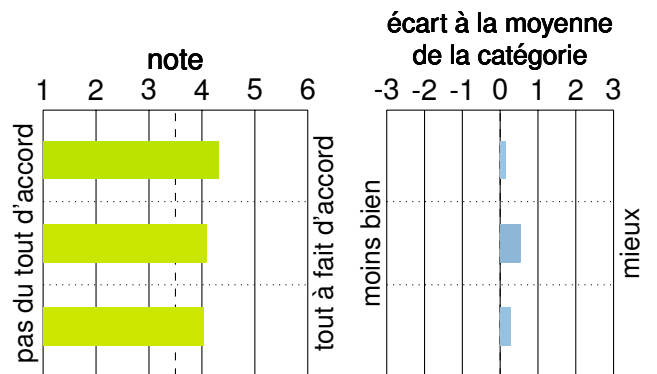 note
1 2 3 4 5 6
pas du tout d'accord
tout à fait d'accord
écart à la moyenne
de la catégorie
-3 -2 -1 0 1 2 3
moins bien
mieux